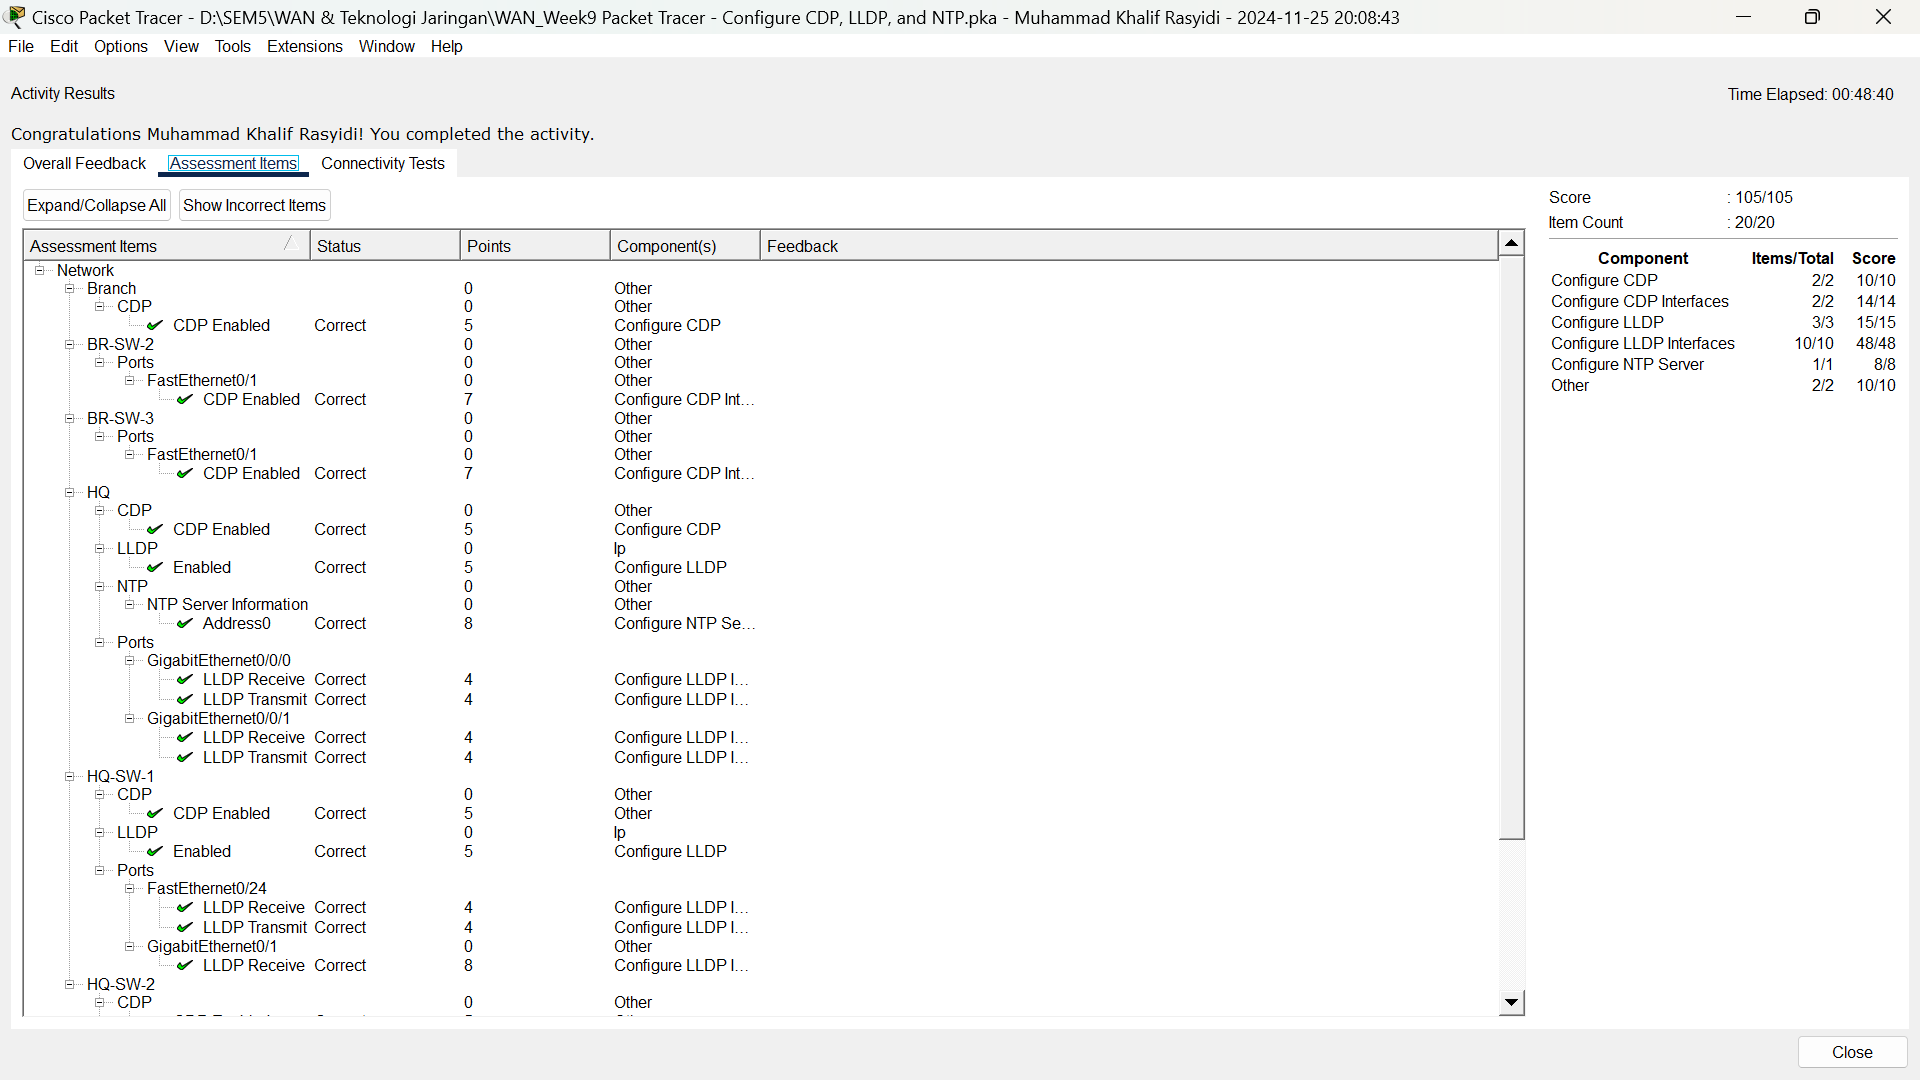 Cisco Packet Tracer - D:\SEM5\WAN & Teknologi Jaringan\WAN_Week9 Packet Tracer - Configure CDP, LLDP, and NTP.pka - Muhammad Khalif Rasyidi - 2024-11-25 20:08:43
File Edit Options View Tools Extensions Window Help
Activity Results
Time Elapsed: 00:48:40
Congratulations Muhammad Khalif Rasyidi! You completed the activity.
Overall Feedback Assessment Items Connectivity Tests
Expand/Collapse All Show Incorrect Items
Assessment Items Status Points Component(s) Feedback
Network
Branch 0 Other
CDP 0 Other
CDP Enabled Correct 5 Configure CDP
BR-SW-2 0 Other
Ports 0 Other
FastEthernet0/1 0 Other
CDP Enabled Correct 7 Configure CDP Int...
BR-SW-3 0 Other
Ports 0 Other
FastEthernet0/1 0 Other
CDP Enabled Correct 7 Configure CDP Int...
HQ
CDP 0 Other
CDP Enabled Correct 5 Configure CDP
LLDP 0 Ip
Enabled Correct 5 Configure LLDP
NTP 0 Other
NTP Server Information 0 Other
Address0 Correct 8 Configure NTP Se...
Ports
GigabitEthernet0/0/0
LLDP Receive Correct 4 Configure LLDP I...
LLDP Transmit Correct 4 Configure LLDP I...
GigabitEthernet0/0/1
LLDP Receive Correct 4 Configure LLDP I...
LLDP Transmit Correct 4 Configure LLDP I...
HQ-SW-1
CDP 0 Other
CDP Enabled Correct 5 Other
LLDP 0 Ip
Enabled Correct 5 Configure LLDP
Ports
FastEthernet0/24
LLDP Receive Correct 4 Configure LLDP I...
LLDP Transmit Correct 4 Configure LLDP I...
GigabitEthernet0/1 0 Other
LLDP Receive Correct 8 Configure LLDP I...
HQ-SW-2
CDP 0 Other
Score : 105/105
Item Count : 20/20
Component Items/Total Score
Configure CDP 2/2 10/10
Configure CDP Interfaces 2/2 14/14
Configure LLDP 3/3 15/15
Configure LLDP Interfaces 10/10 48/48
Configure NTP Server 1/1 8/8
Other 2/2 10/10
Close